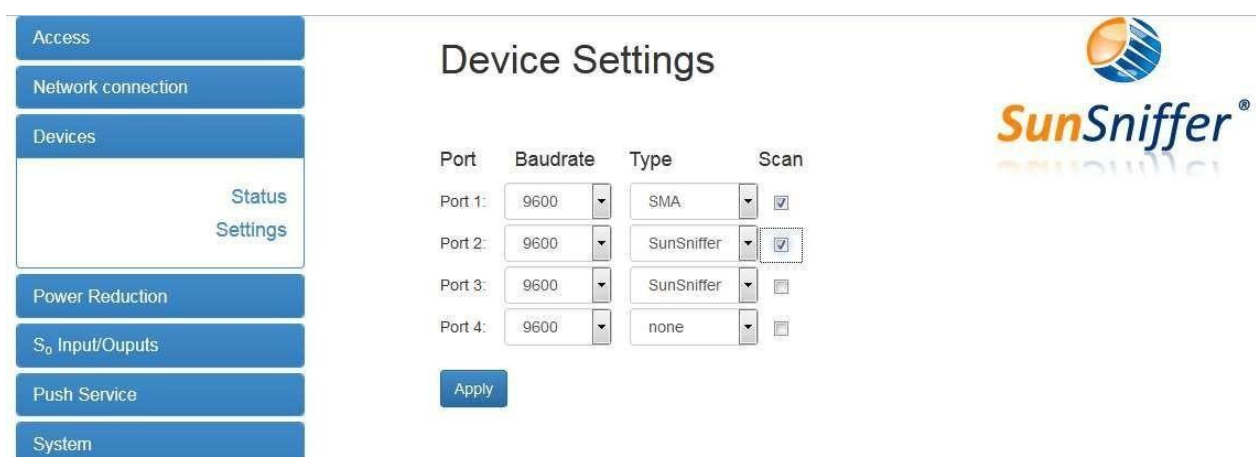 Access
Network connection
Devices
Status
Settings
Power Reduction
S₀ Input/Ouputs
Push Service
System
Device Settings
Port Baudrate Type Scan
Port 1: 9600 SMA
Port 2: 9600 SunSniffer
Port 3: 9600 SunSniffer
Port 4: 9600 none
Apply
SunSniffer®